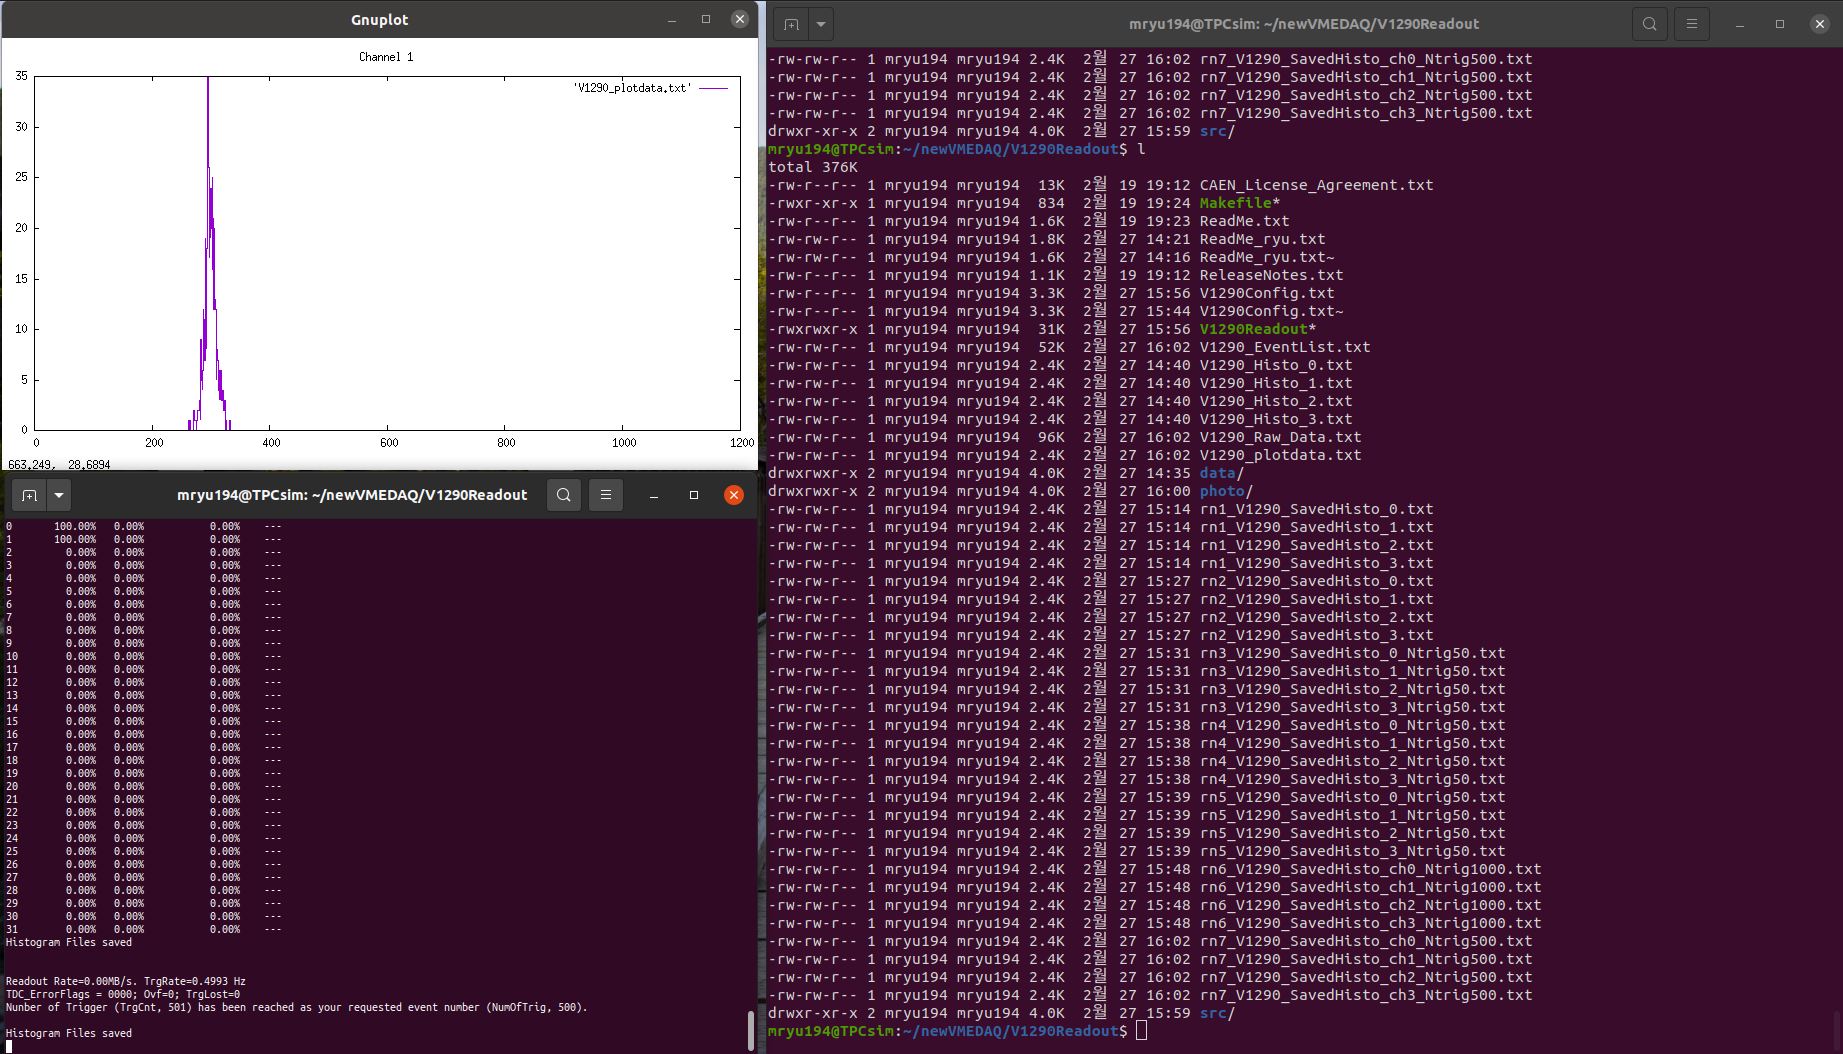 Gnuplot
Channel 1
'V1290_plotdata.txt'
35
30
25
20
15
10
5
0
0 200 400 600 800 1000 1200
663.249, 28.6894
mryu194@TPCsim: ~/newVMEDAQ/V1290Readout
0 100.00% 0.00% 0.00% ---
1 100.00% 0.00% 0.00% ---
2 0.00% 0.00% 0.00% ---
3 0.00% 0.00% 0.00% ---
4 0.00% 0.00% 0.00% ---
5 0.00% 0.00% 0.00% ---
6 0.00% 0.00% 0.00% ---
7 0.00% 0.00% 0.00% ---
8 0.00% 0.00% 0.00% ---
9 0.00% 0.00% 0.00% ---
10 0.00% 0.00% 0.00% ---
11 0.00% 0.00% 0.00% ---
12 0.00% 0.00% 0.00% ---
13 0.00% 0.00% 0.00% ---
14 0.00% 0.00% 0.00% ---
15 0.00% 0.00% 0.00% ---
16 0.00% 0.00% 0.00% ---
17 0.00% 0.00% 0.00% ---
18 0.00% 0.00% 0.00% ---
19 0.00% 0.00% 0.00% ---
20 0.00% 0.00% 0.00% ---
21 0.00% 0.00% 0.00% ---
22 0.00% 0.00% 0.00% ---
23 0.00% 0.00% 0.00% ---
24 0.00% 0.00% 0.00% ---
25 0.00% 0.00% 0.00% ---
26 0.00% 0.00% 0.00% ---
27 0.00% 0.00% 0.00% ---
28 0.00% 0.00% 0.00% ---
29 0.00% 0.00% 0.00% ---
30 0.00% 0.00% 0.00% ---
31 0.00% 0.00% 0.00% ---
Histogram Files saved
Readout Rate=0.00MB/s. TrgRate=0.4993 Hz
TDC_ErrorFlags = 0000; Ovf=0; TrgLost=0
Nunber of Trigger (TrgCnt, 501) has been reached as your requested event number (NumOfTrig, 500).
Histogram Files saved
mryu194@TPCsim: ~/newVMEDAQ/V1290Readout
-rw-rw-r-- 1 mryu194 mryu194 2.4K 2월 27 16:02 rn7_V1290_SavedHisto_ch0_Ntrig500.txt
-rw-rw-r-- 1 mryu194 mryu194 2.4K 2월 27 16:02 rn7_V1290_SavedHisto_ch1_Ntrig500.txt
-rw-rw-r-- 1 mryu194 mryu194 2.4K 2월 27 16:02 rn7_V1290_SavedHisto_ch2_Ntrig500.txt
-rw-rw-r-- 1 mryu194 mryu194 2.4K 2월 27 16:02 rn7_V1290_SavedHisto_ch3_Ntrig500.txt
drwxr-xr-x 2 mryu194 mryu194 4.0K 2월 27 15:59 src/
mryu194@TPCsim:~/newVMEDAQ/V1290Readout$ l
total 376K
-rw-r--r-- 1 mryu194 mryu194 13K 2월 19 19:12 CAEN_License_Agreement.txt
-rwxr-xr-x 1 mryu194 mryu194 834 2월 19 19:24 Makefile*
-rw-r--r-- 1 mryu194 mryu194 1.6K 2월 19 19:23 ReadMe.txt
-rw-r--r-- 1 mryu194 mryu194 1.8K 2월 27 14:21 ReadMe_ryu.txt
-rw-r--r-- 1 mryu194 mryu194 1.6K 2월 27 14:16 ReadMe_ryu.txt~
-rw-r--r-- 1 mryu194 mryu194 1.1K 2월 19 19:12 ReleaseNotes.txt
-rw-r--r-- 1 mryu194 mryu194 3.3K 2월 27 15:56 V1290Config.txt
-rw-r--r-- 1 mryu194 mryu194 3.3K 2월 27 15:44 V1290Config.txt~
-rwxrwxr-x 1 mryu194 mryu194 31K 2월 27 15:56 V1290Readout*
-rw-rw-r-- 1 mryu194 mryu194 52K 2월 27 16:02 V1290_EventList.txt
-rw-rw-r-- 1 mryu194 mryu194 2.4K 2월 27 14:40 V1290_Histo_0.txt
-rw-rw-r-- 1 mryu194 mryu194 2.4K 2월 27 14:40 V1290_Histo_1.txt
-rw-rw-r-- 1 mryu194 mryu194 2.4K 2월 27 14:40 V1290_Histo_2.txt
-rw-rw-r-- 1 mryu194 mryu194 2.4K 2월 27 14:40 V1290_Histo_3.txt
-rw-rw-r-- 1 mryu194 mryu194 96K 2월 27 16:02 V1290_Raw_Data.txt
-rw-rw-r-- 1 mryu194 mryu194 2.4K 2월 27 16:02 V1290_plotdata.txt
drwxrwxr-x 2 mryu194 mryu194 4.0K 2월 27 14:35 data/
drwxrwxr-x 2 mryu194 mryu194 4.0K 2월 27 16:00 photo/
-rw-rw-r-- 1 mryu194 mryu194 2.4K 2월 27 15:14 rn1_V1290_SavedHisto_0.txt
-rw-rw-r-- 1 mryu194 mryu194 2.4K 2월 27 15:14 rn1_V1290_SavedHisto_1.txt
-rw-rw-r-- 1 mryu194 mryu194 2.4K 2월 27 15:14 rn1_V1290_SavedHisto_2.txt
-rw-rw-r-- 1 mryu194 mryu194 2.4K 2월 27 15:14 rn1_V1290_SavedHisto_3.txt
-rw-rw-r-- 1 mryu194 mryu194 2.4K 2월 27 15:27 rn2_V1290_SavedHisto_0.txt
-rw-rw-r-- 1 mryu194 mryu194 2.4K 2월 27 15:27 rn2_V1290_SavedHisto_1.txt
-rw-rw-r-- 1 mryu194 mryu194 2.4K 2월 27 15:27 rn2_V1290_SavedHisto_2.txt
-rw-rw-r-- 1 mryu194 mryu194 2.4K 2월 27 15:27 rn2_V1290_SavedHisto_3.txt
-rw-rw-r-- 1 mryu194 mryu194 2.4K 2월 27 15:31 rn3_V1290_SavedHisto_0_Ntrig50.txt
-rw-rw-r-- 1 mryu194 mryu194 2.4K 2월 27 15:31 rn3_V1290_SavedHisto_1_Ntrig50.txt
-rw-rw-r-- 1 mryu194 mryu194 2.4K 2월 27 15:31 rn3_V1290_SavedHisto_2_Ntrig50.txt
-rw-rw-r-- 1 mryu194 mryu194 2.4K 2월 27 15:31 rn3_V1290_SavedHisto_3_Ntrig50.txt
-rw-rw-r-- 1 mryu194 mryu194 2.4K 2월 27 15:38 rn4_V1290_SavedHisto_0_Ntrig50.txt
-rw-rw-r-- 1 mryu194 mryu194 2.4K 2월 27 15:38 rn4_V1290_SavedHisto_1_Ntrig50.txt
-rw-rw-r-- 1 mryu194 mryu194 2.4K 2월 27 15:38 rn4_V1290_SavedHisto_2_Ntrig50.txt
-rw-rw-r-- 1 mryu194 mryu194 2.4K 2월 27 15:38 rn4_V1290_SavedHisto_3_Ntrig50.txt
-rw-rw-r-- 1 mryu194 mryu194 2.4K 2월 27 15:39 rn5_V1290_SavedHisto_0_Ntrig50.txt
-rw-rw-r-- 1 mryu194 mryu194 2.4K 2월 27 15:39 rn5_V1290_SavedHisto_1_Ntrig50.txt
-rw-rw-r-- 1 mryu194 mryu194 2.4K 2월 27 15:39 rn5_V1290_SavedHisto_2_Ntrig50.txt
-rw-rw-r-- 1 mryu194 mryu194 2.4K 2월 27 15:39 rn5_V1290_SavedHisto_3_Ntrig50.txt
-rw-rw-r-- 1 mryu194 mryu194 2.4K 2월 27 15:48 rn6_V1290_SavedHisto_ch0_Ntrig1000.txt
-rw-rw-r-- 1 mryu194 mryu194 2.4K 2월 27 15:48 rn6_V1290_SavedHisto_ch1_Ntrig1000.txt
-rw-rw-r-- 1 mryu194 mryu194 2.4K 2월 27 15:48 rn6_V1290_SavedHisto_ch2_Ntrig1000.txt
-rw-rw-r-- 1 mryu194 mryu194 2.4K 2월 27 15:48 rn6_V1290_SavedHisto_ch3_Ntrig1000.txt
-rw-rw-r-- 1 mryu194 mryu194 2.4K 2월 27 16:02 rn7_V1290_SavedHisto_ch0_Ntrig500.txt
-rw-rw-r-- 1 mryu194 mryu194 2.4K 2월 27 16:02 rn7_V1290_SavedHisto_ch1_Ntrig500.txt
-rw-rw-r-- 1 mryu194 mryu194 2.4K 2월 27 16:02 rn7_V1290_SavedHisto_ch2_Ntrig500.txt
-rw-rw-r-- 1 mryu194 mryu194 2.4K 2월 27 16:02 rn7_V1290_SavedHisto_ch3_Ntrig500.txt
drwxr-xr-x 2 mryu194 mryu194 4.0K 2월 27 15:59 src/
mryu194@TPCsim:~/newVMEDAQ/V1290Readout$